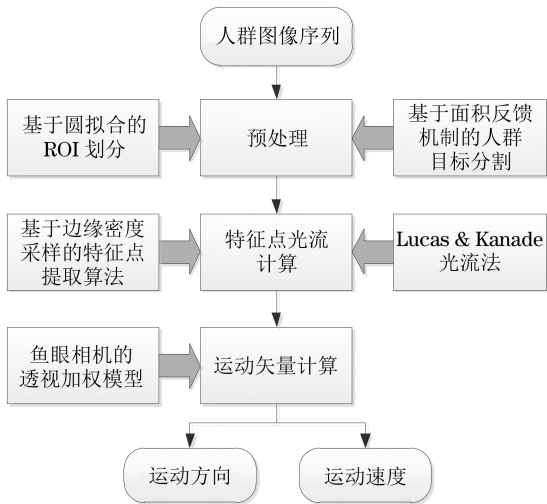 人群图像序列
基于圆拟合的
ROI 划分
预处理
基于面积反馈
机制的人群
目标分割
基于边缘密度
采样的特征点
提取算法
特征点光流
计算
Lucas & Kanade
光流法
鱼眼相机的
透视加权模型
运动矢量计算
运动方向
运动速度